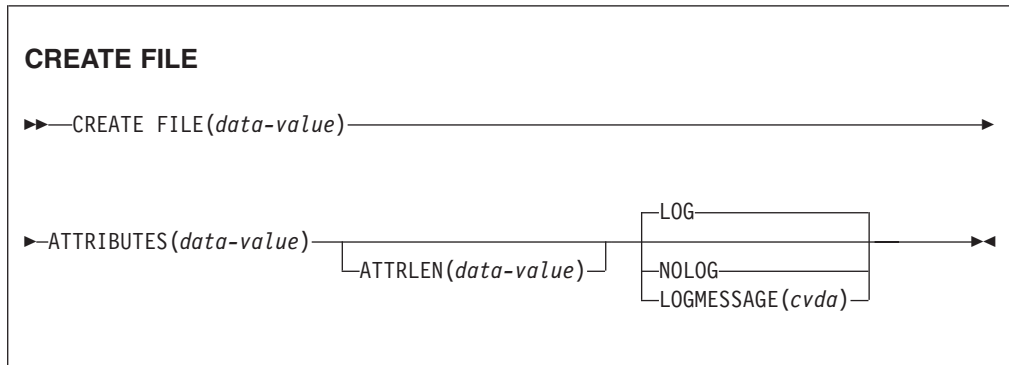 CREATE FILE
CREATE FILE(data-value)
LOG
ATTRIBUTES(data-value)
NOLOG
ATTRLEN(data-value)
LOGMESSAGE(cvda)